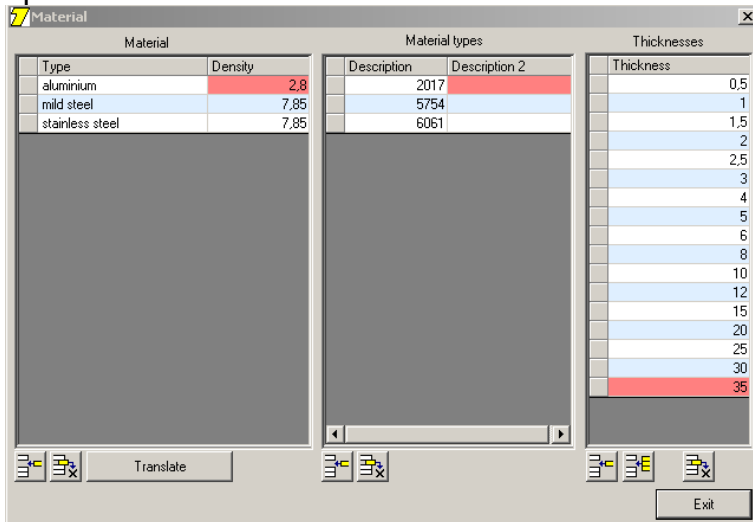 Material
Material
Type Density
aluminium 2,8
mild steel 7,85
stainless steel 7,85
Translate
Material types
Description Description 2
2017
5754
6061
Thicknesses
Thickness
0,5
1
1,5
2
2,5
3
4
5
6
8
10
12
15
20
25
30
35
Exit